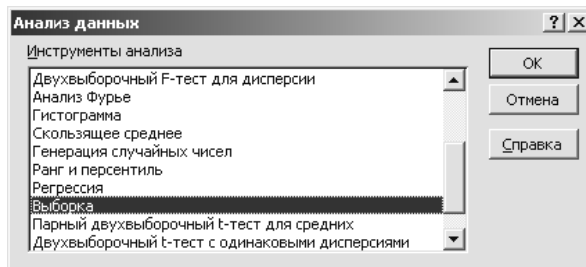 Анализ данных
Инструменты анализа
Двухвыборочный F-тест для дисперсии
Анализ Фурье
Гистограмма
Скользящее среднее
Генерация случайных чисел
Ранг и персентиль
Регрессия
Выборка
Парный двухвыборочный t-тест для средних
Двухвыборочный t-тест с одинаковыми дисперсиями
OK
Отмена
Справка